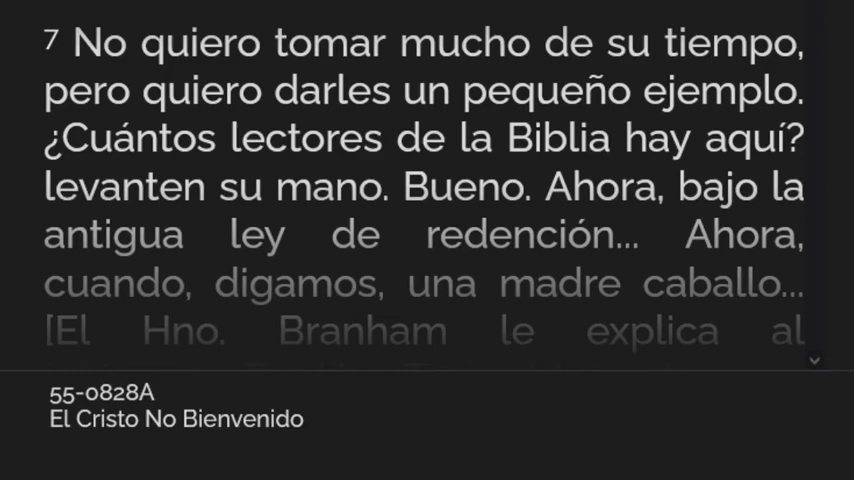 7 No quiero tomar mucho de su tiempo,
pero quiero darles un pequeño ejemplo.
¿Cuántos lectores de la Biblia hay aquí?
levanten su mano. Bueno. Ahora, bajo la
antigua ley de redención... Ahora,
cuando, digamos, una madre caballo...
[El Hno. Branham le explica al
55-0828A
El Cristo No Bienvenido